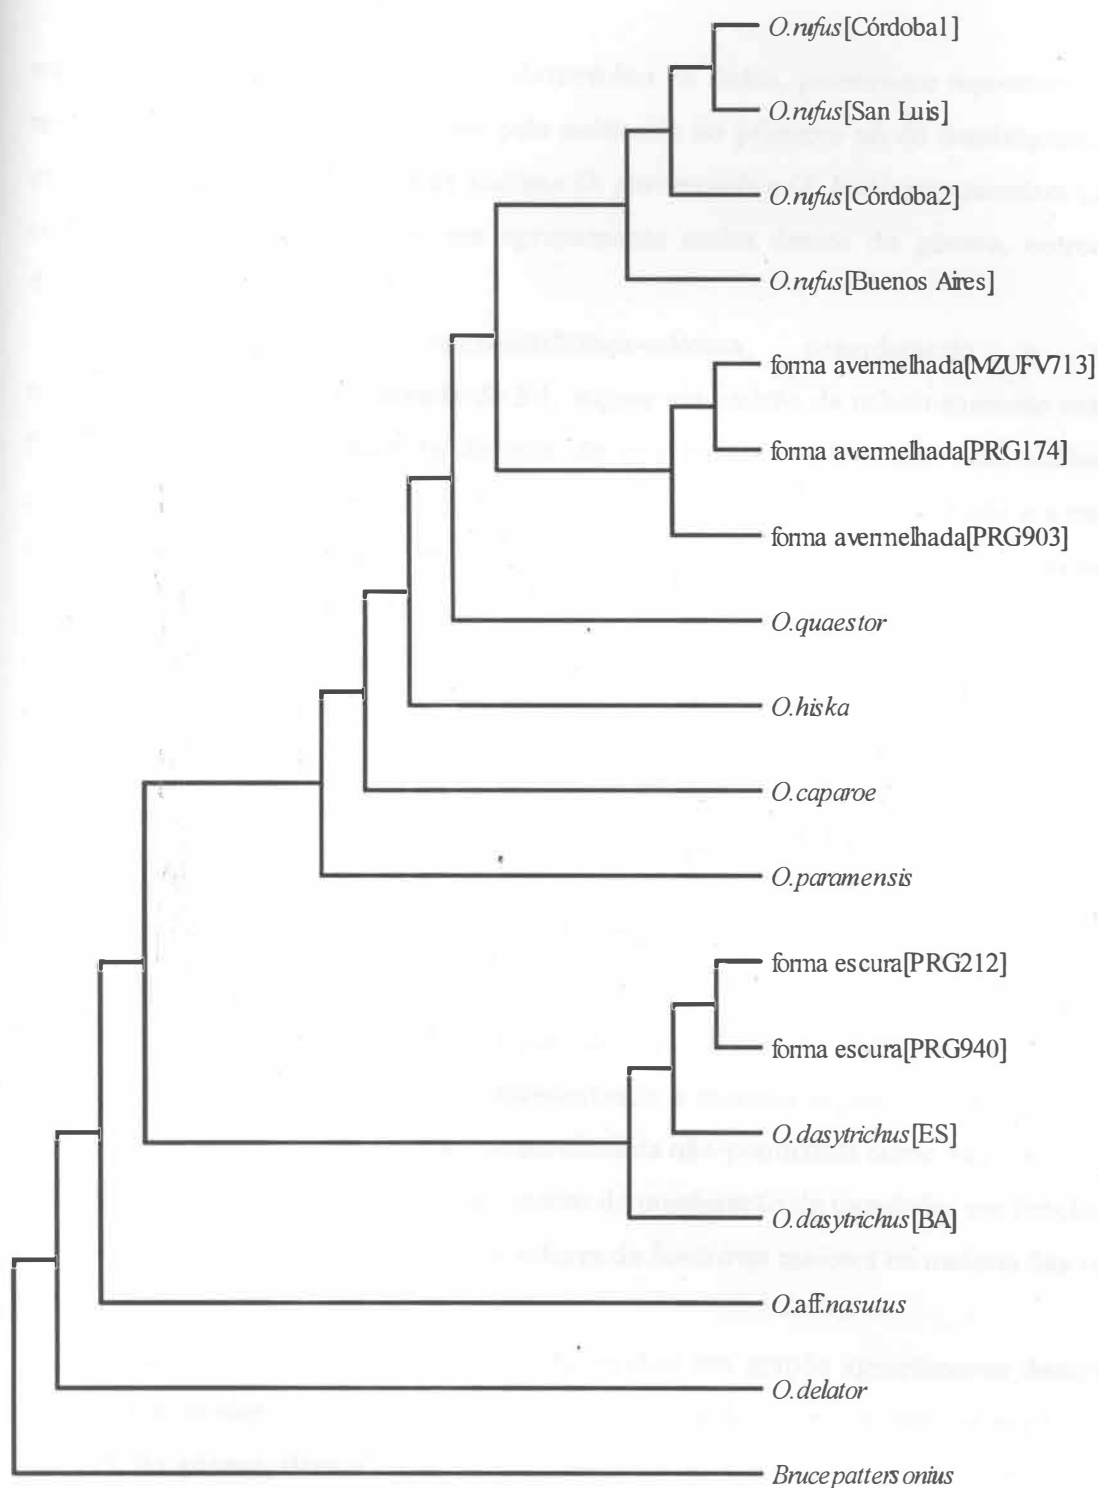 O.rufus[Córdoba1]
O.rufus[San Luis]
O.rufus[Córdoba2]
O.rufus[Buenos Aires]
forma avermelhada[MZUFV713]
forma avermelhada[PRG174]
forma avermelhada[PRG903]
O.quaestor
O.hiska
O.caparoe
O.paramensis
forma escura[PRG212]
forma escura[PRG940]
O.dasytrichus[ES]
O.dasytrichus[BA]
O.aff.nasutus
O.delator
Brucepattersonius